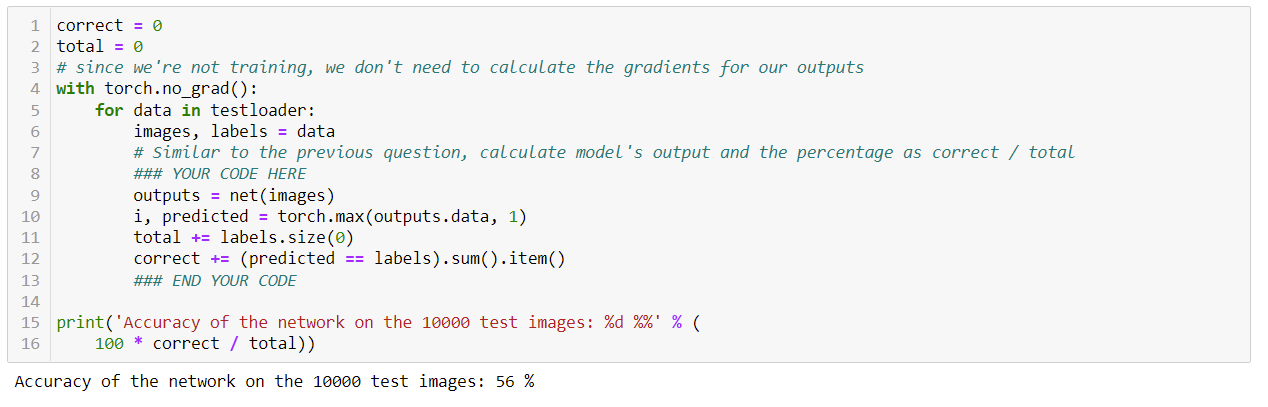 1 correct = 0
2 total = 0
3 # since we're not training, we don't need to calculate the gradients for our outputs
4 with torch.no_grad():
5     for data in testloader:
6         images, labels = data
7         # Similar to the previous question, calculate model's output and the percentage as correct / total
8         ### YOUR CODE HERE
9         outputs = net(images)
10         i, predicted = torch.max(outputs.data, 1)
11         total += labels.size(0)
12         correct += (predicted == labels).sum().item()
13         ### END YOUR CODE
14
15 print('Accuracy of the network on the 10000 test images: %d %%' % (
16     100 * correct / total))
Accuracy of the network on the 10000 test images: 56 %